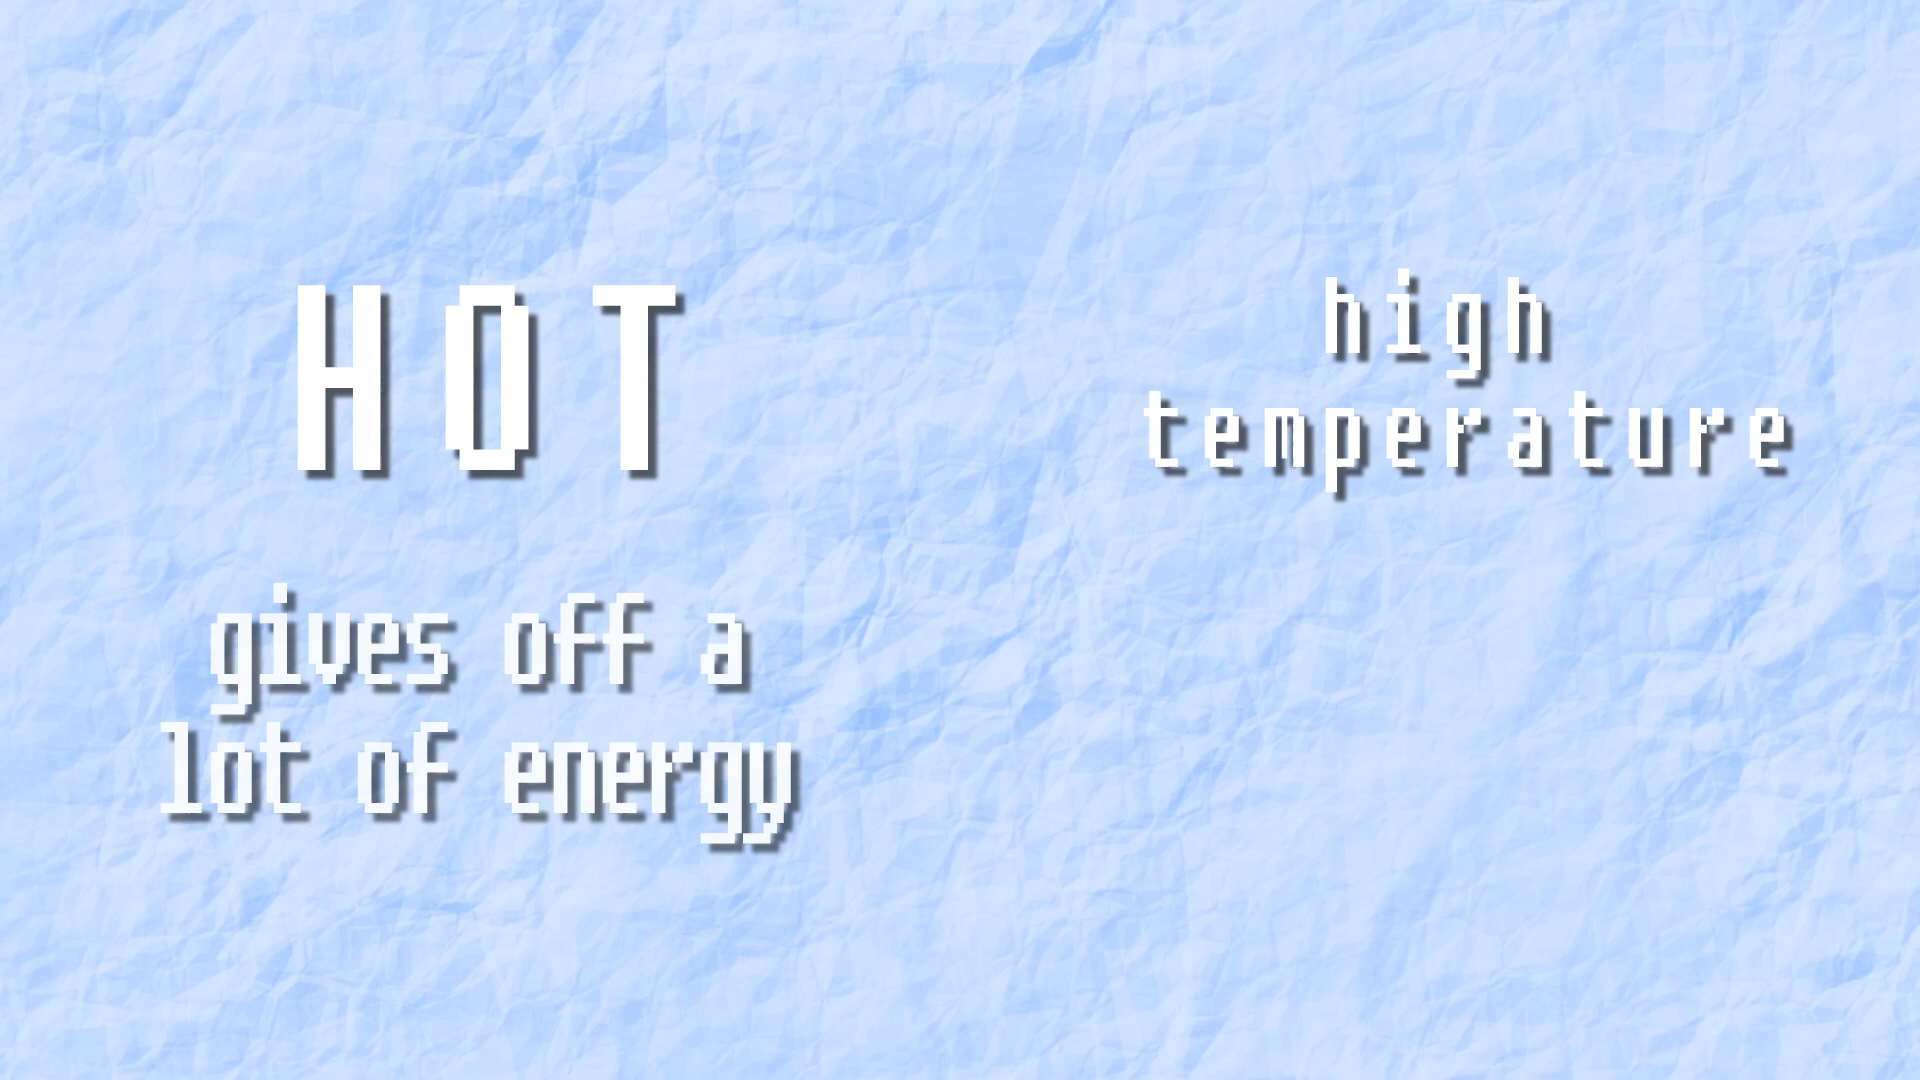 HOT
gives off a
lot of energy
high
temperature